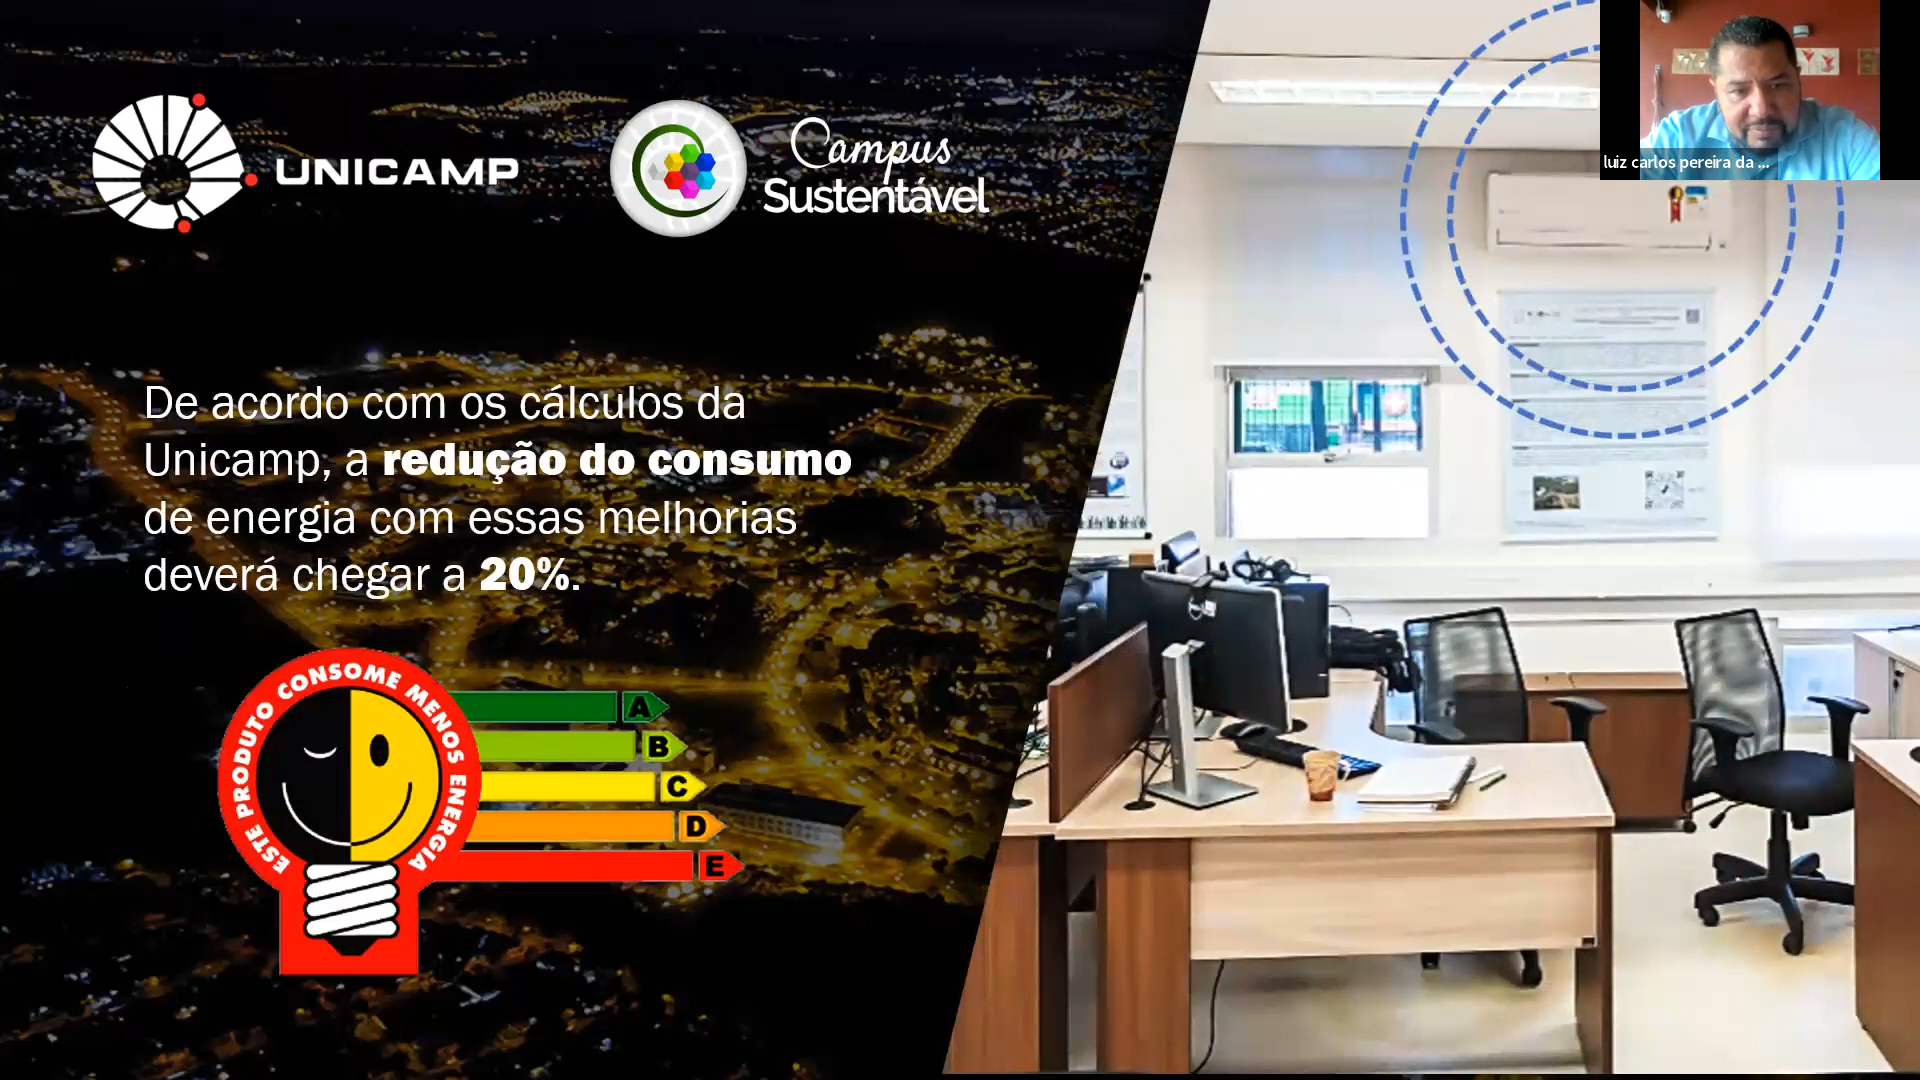 UNICAMP
Campus
Sustentável
luiz carlos pereira da ...
De acordo com os cálculos da
Unicamp, a redução do consumo
de energia com essas melhorias
deverá chegar a 20%.
ESTE PRODUTO CONSOME MENOS ENERGIA
A
B
C
D
E